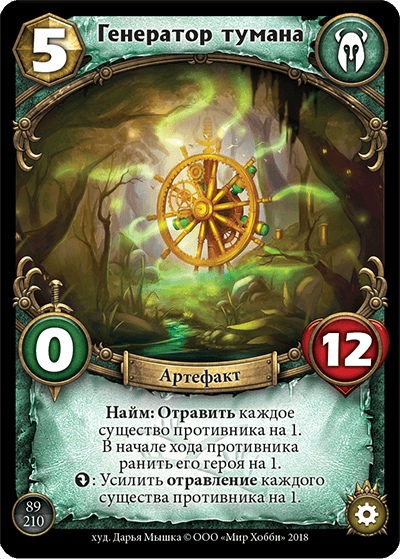 5
Генератор тумана
0
12
Артефакт
Найм: Отравить каждое
существо противника на 1.
В начале хода противника
ранить его героя на 1.
: Усилить отравление каждого
существа противника на 1.
89
210
худ. Дарья Мышка © ООО «Мир Хобби» 2018